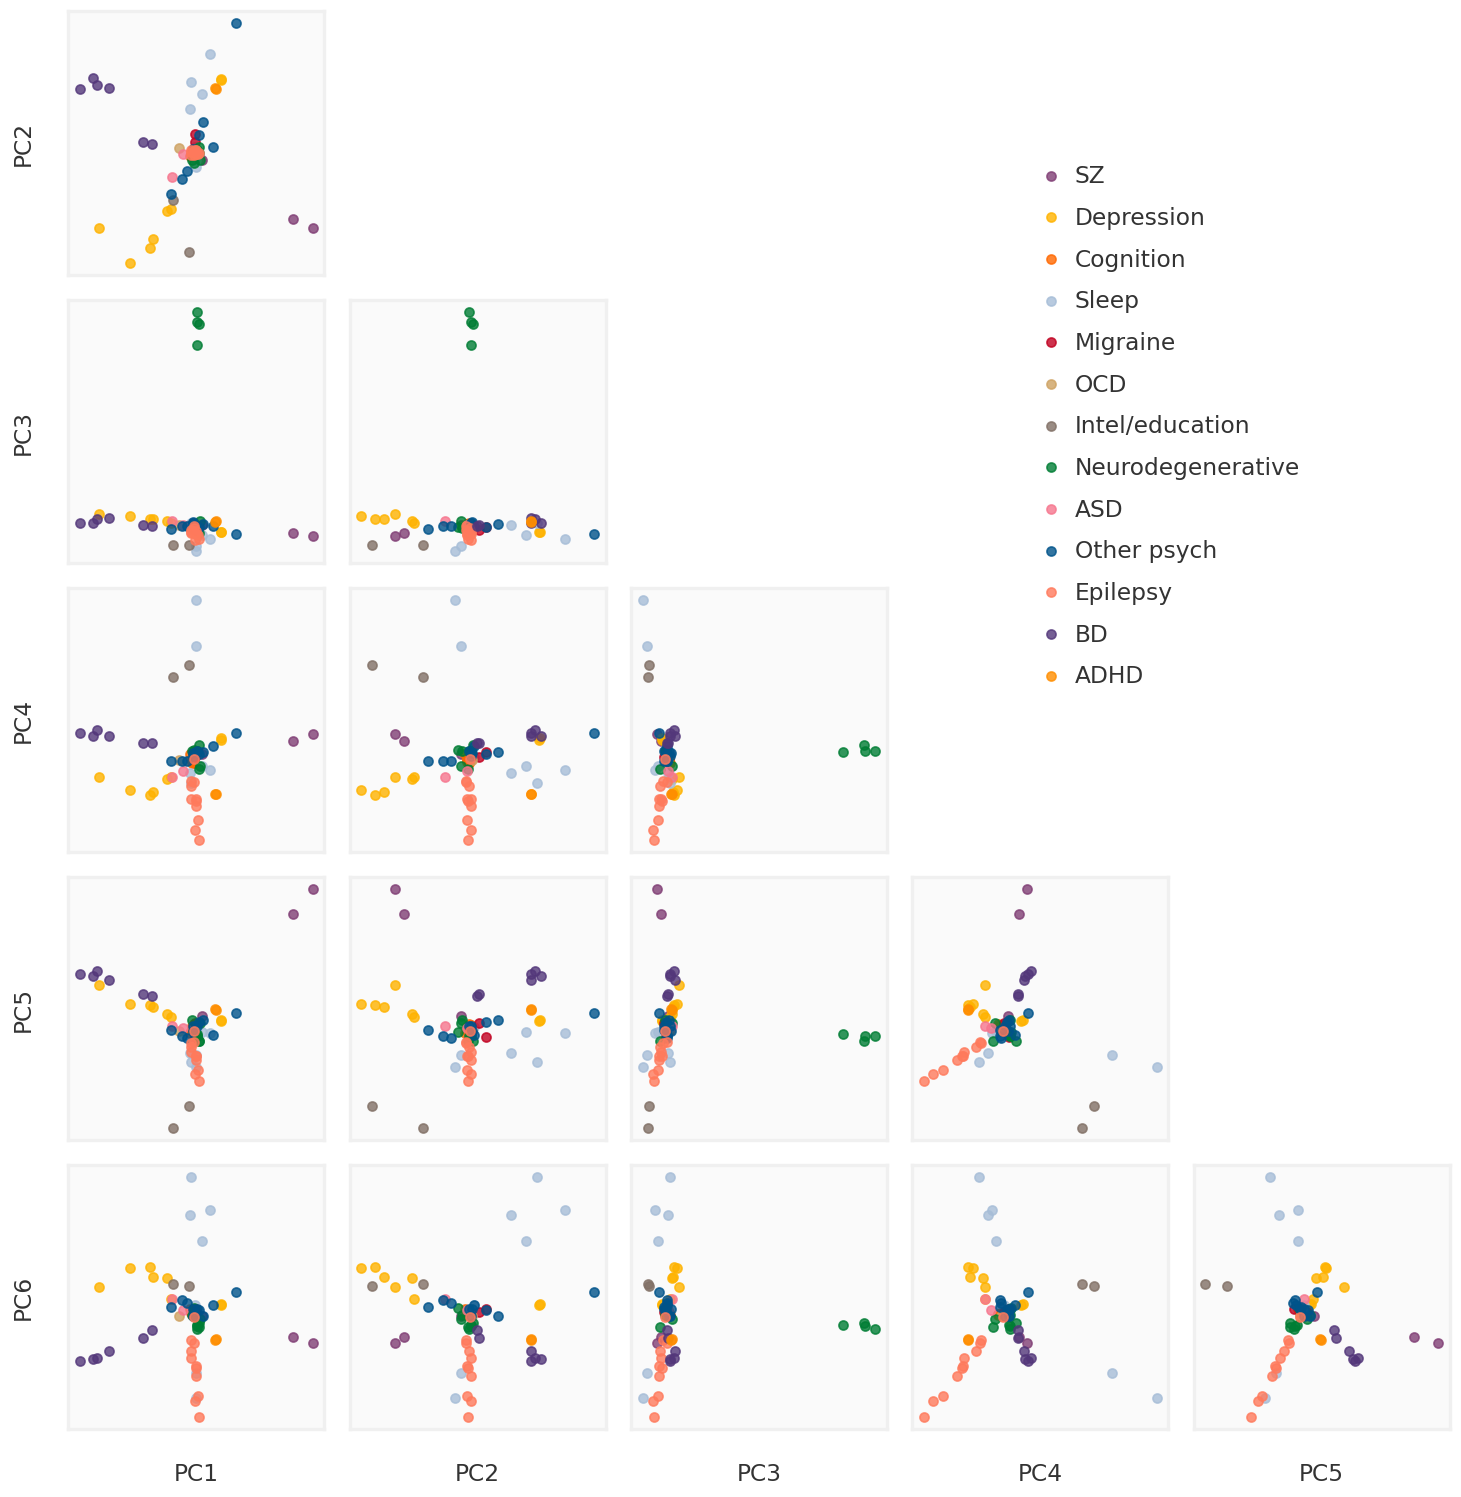 PC2
SZ
Depression
Cognition
Sleep
Migraine
OCD
Intel/education
Neurodegenerative
ASD
Other psych
Epilepsy
BD
ADHD
PC3
PC4
PC5
PC6
PC1
PC2
PC3
PC4
PC5